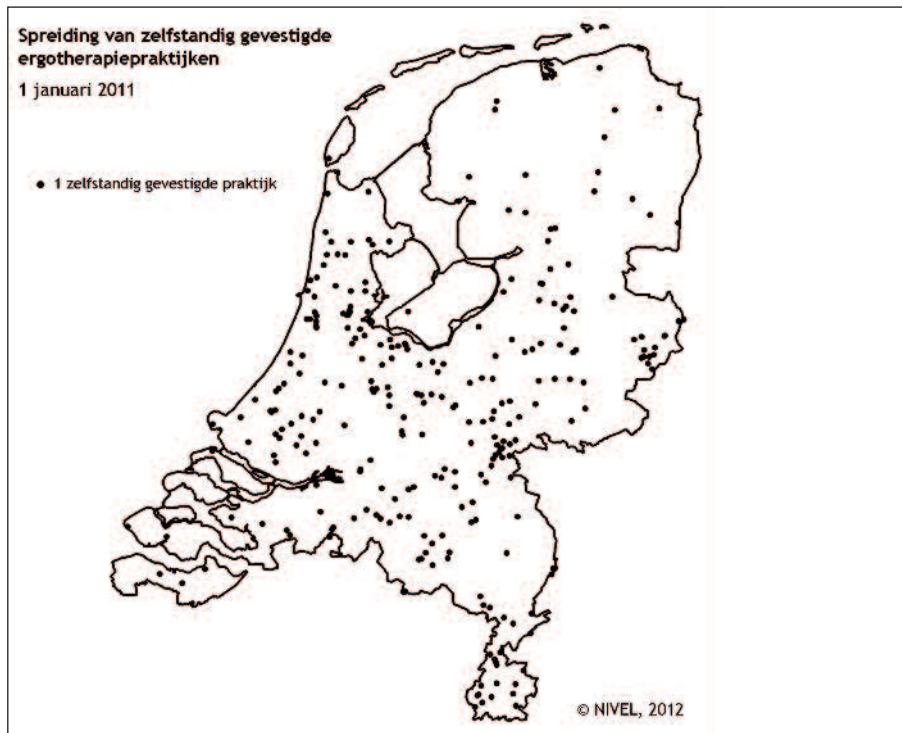 Spreiding van zelfstandig gevestigde
ergotherapiepraktijken
1 januari 2011
• 1 zelfstandig gevestigde praktijk
© NIVEL, 2012